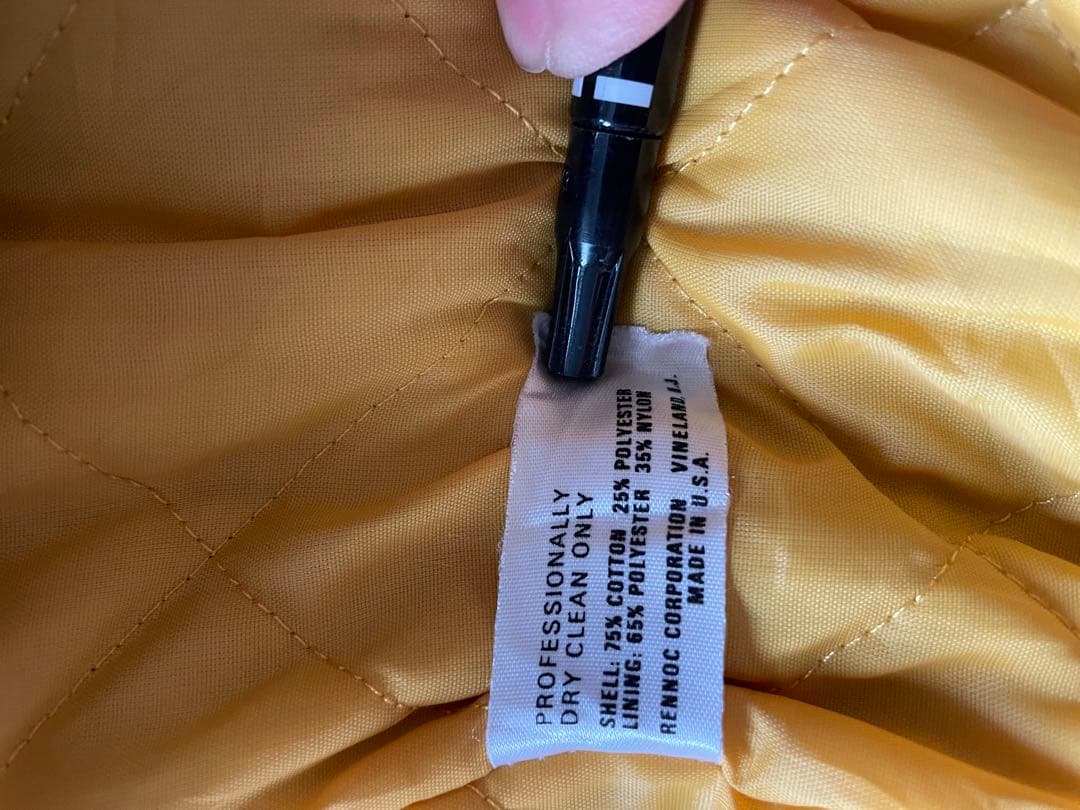 PROFESSIONALLY
DRY CLEAN ONLY
SHELL: 75% COTTON 25% POLYESTER
LINING: 65% POLYESTER 35% NYLON
RENNOC CORPORATION VINELAND, N.J.
MADE IN U.S.A.